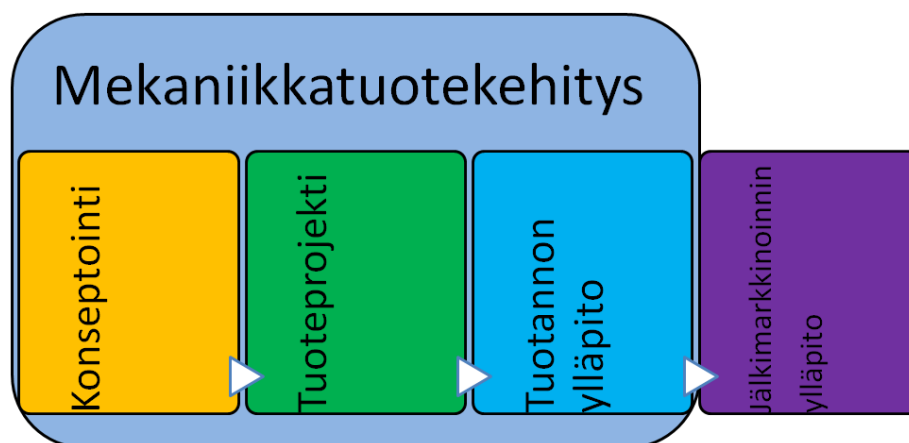 Mekaniikkatuotekehitys
Konseptointi
Tuoteprojekti
Tuotannon
ylläpito
Jälkimarkkinoinnin
ylläpito